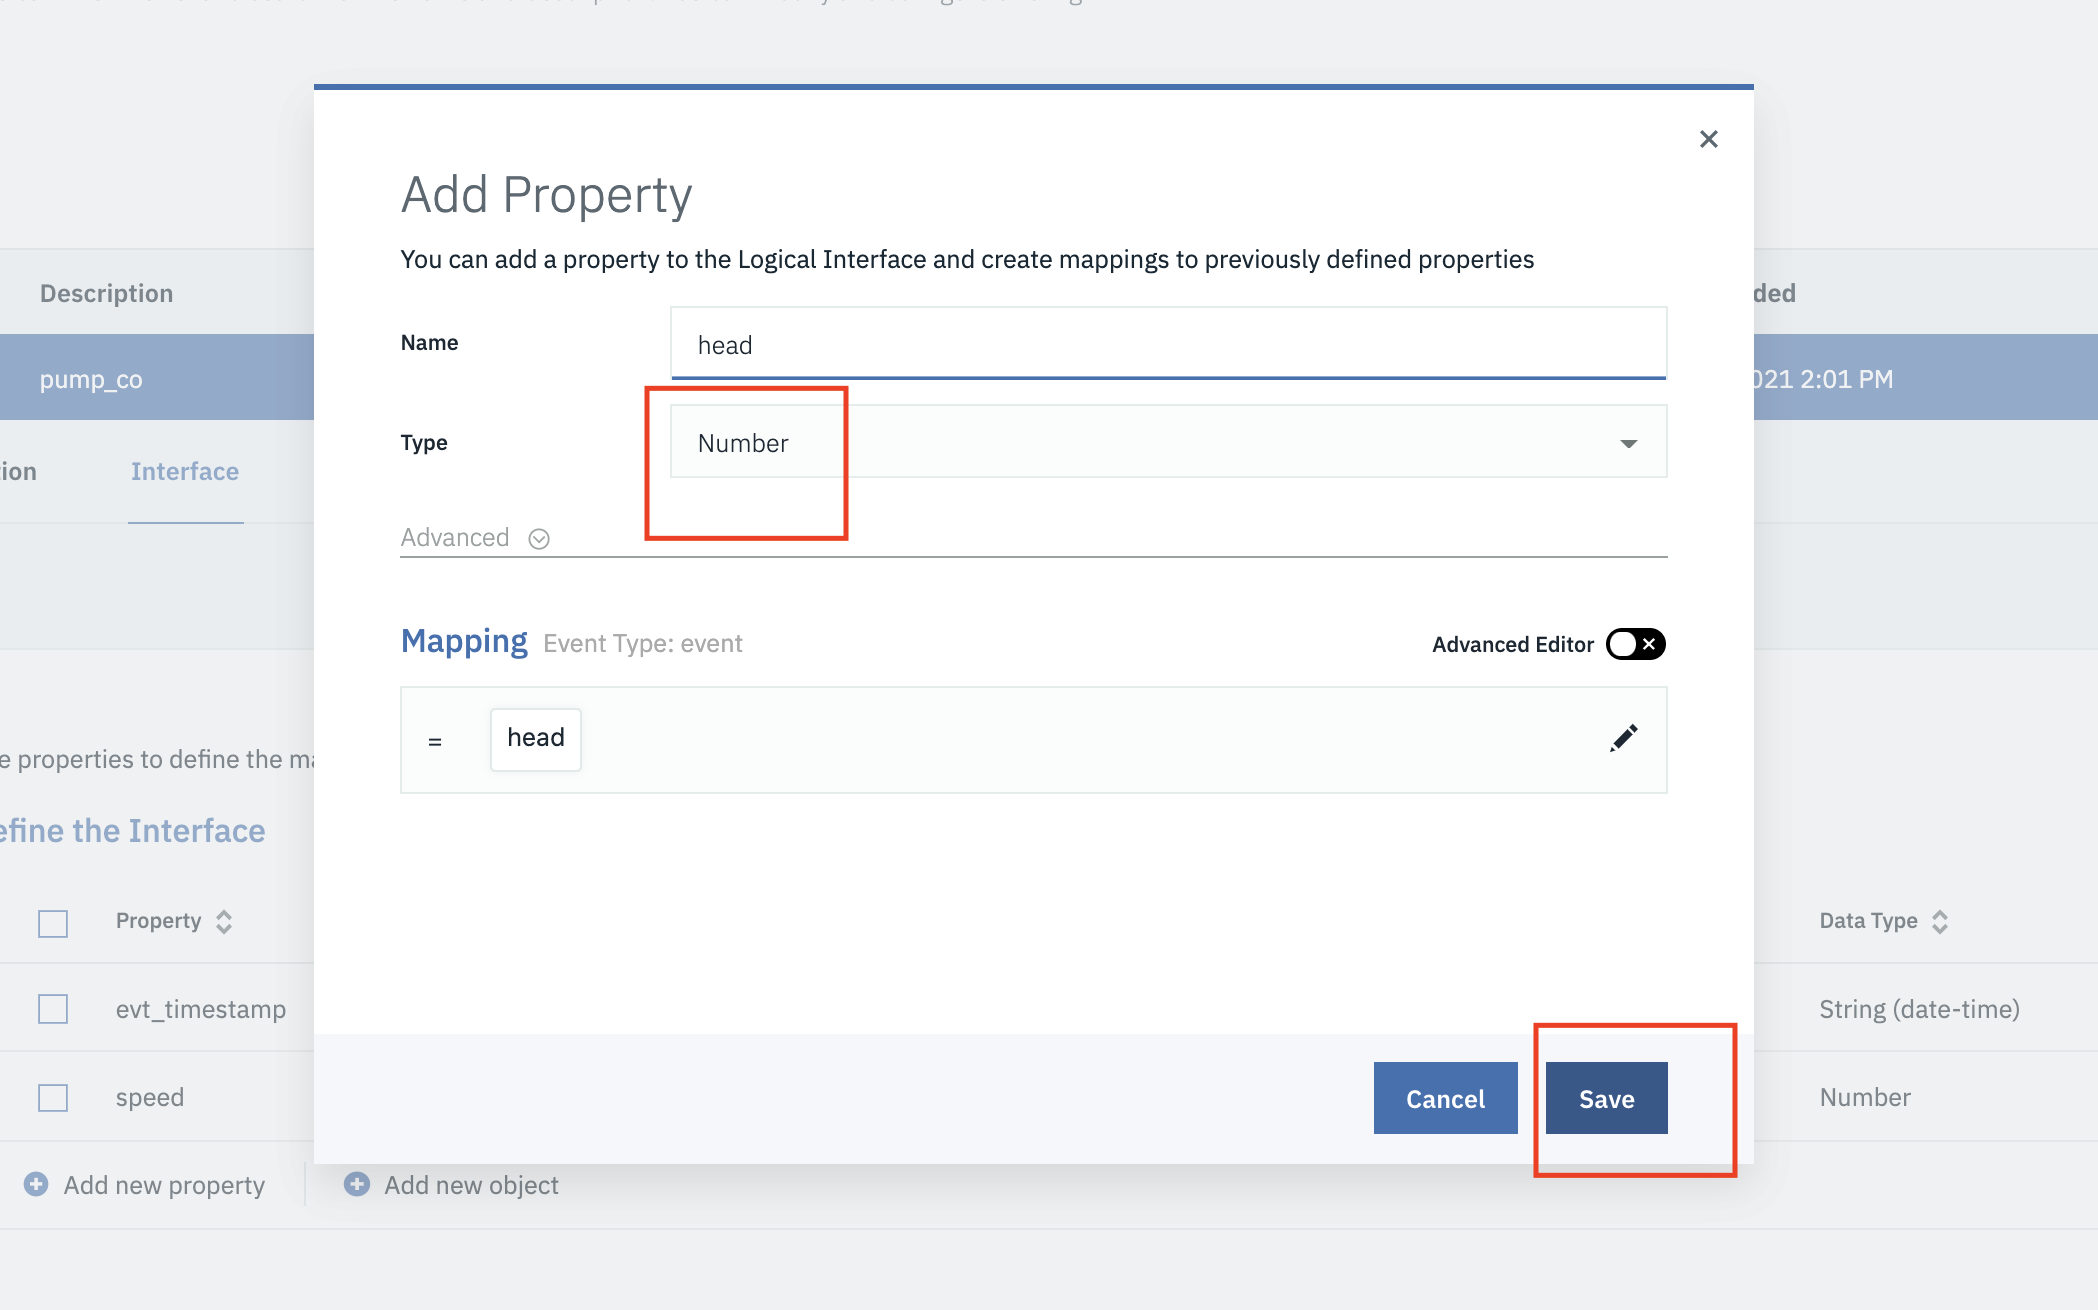 Add Property
You can add a property to the Logical Interface and create mappings to previously defined properties
Description
ded
Name
head
pump_co
021 2:01 PM
Type
Number
tion
Interface
Advanced
Mapping Event Type: event
Advanced Editor
= head
e properties to define the ma
efine the Interface
Property
Data Type
evt_timestamp
String (date-time)
speed
Number
Cancel
Save
Add new property
Add new object